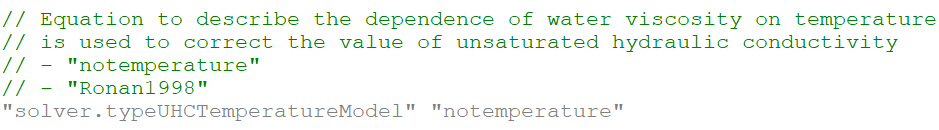 // Equation to describe the dependence of water viscosity on temperature
// is used to correct the value of unsaturated hydraulic conductivity
// - "notemperature"
// - "Ronan1998"
"solver.typeUHCTemperatureModel" "notemperature"